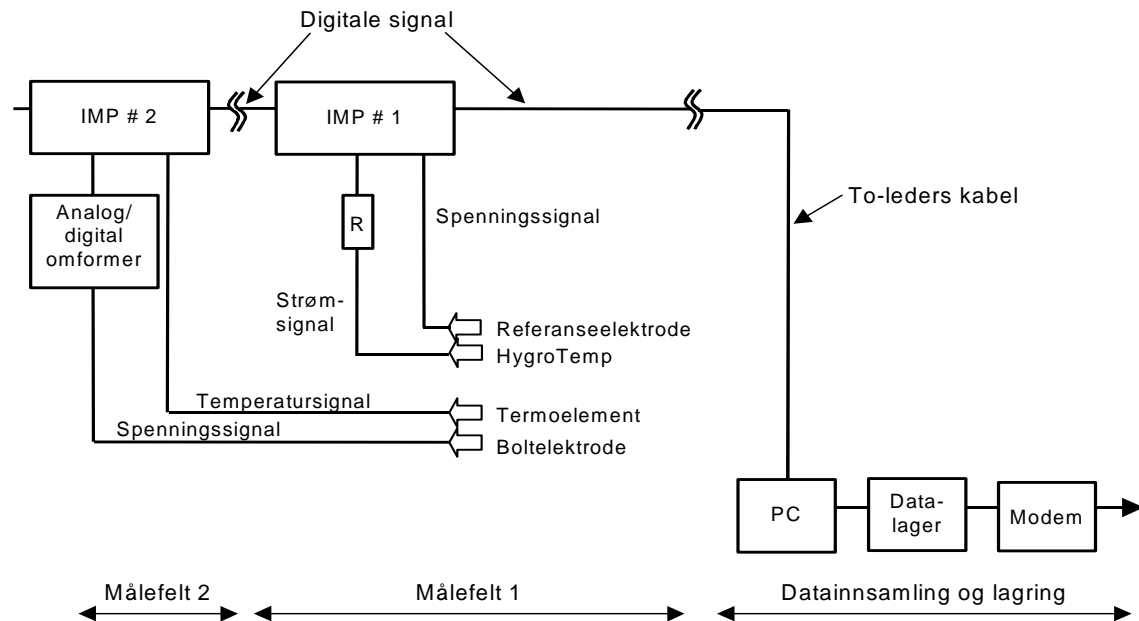 Digitale signal
IMP # 2
IMP # 1
To-leders kabel
Analog/
digital
omformer
R
Spenningssignal
Strøm-
signal
Referanseelektrode
HygroTemp
Temperatursignal
Termoelement
Spenningssignal
Boltelektrode
PC
Data-
lager
Modem
Målefelt 2
Målefelt 1
Datainnsamling og lagring